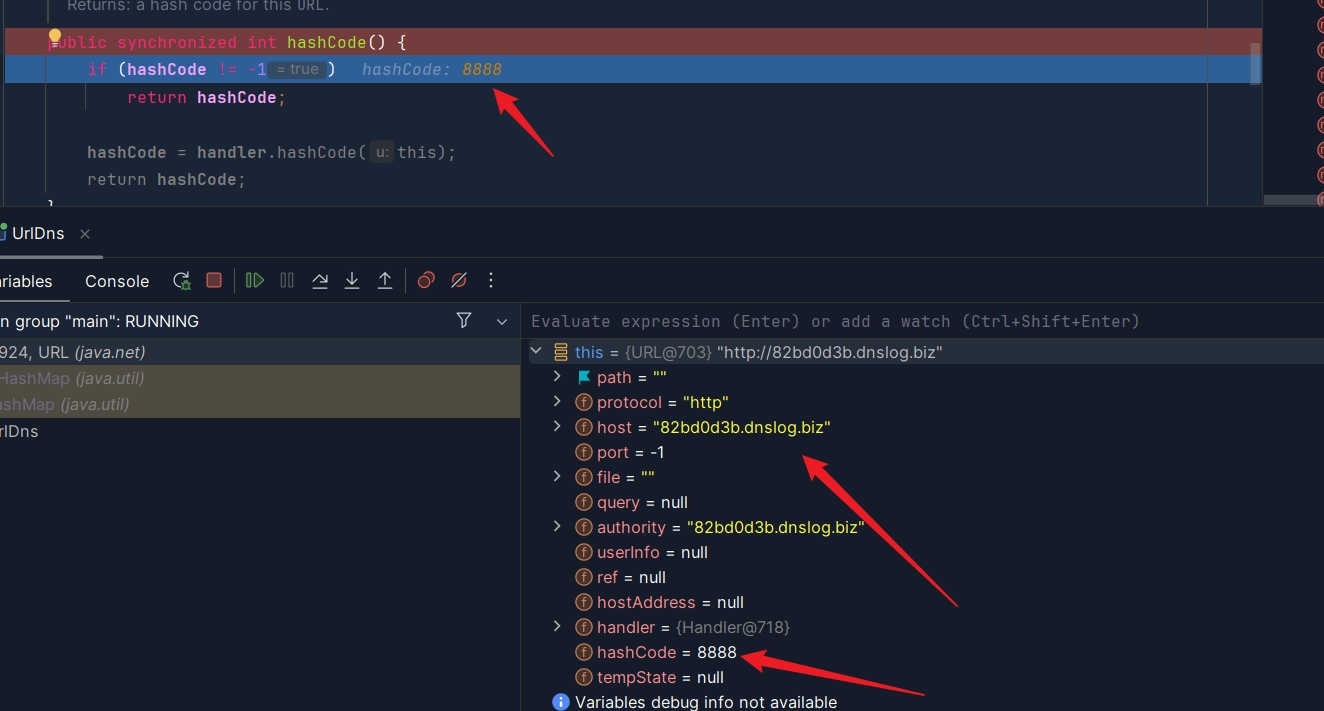 Returns: a hash code for this URL.
public synchronized int hashCode() {
if (hashCode != -1 = true ) hashCode: 8888
return hashCode;
hashCode = handler.hashCode( u: this);
return hashCode;
}
UrlDns
ariables Console
n group "main": RUNNING
Evaluate expression (Enter) or add a watch (Ctrl+Shift+Enter)
924, URL (java.net)
HashMap (java.util)
ashMap (java.util)
rlDns
this = {URL@703} "http://82bd0d3b.dnslog.biz"
path = ""
protocol = "http"
host = "82bd0d3b.dnslog.biz"
port = -1
file = ""
query = null
authority = "82bd0d3b.dnslog.biz"
userInfo = null
ref = null
hostAddress = null
handler = {Handler@718}
hashCode = 8888
tempState = null
Variables debug info not available